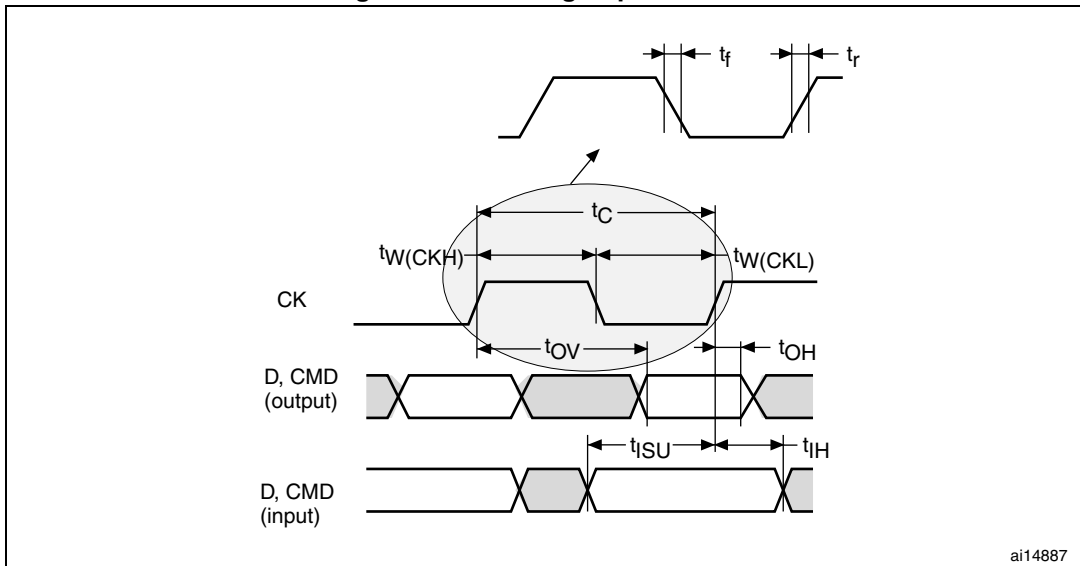 tf
tr
tC
tW(CKH)
tW(CKL)
CK
tOV
tOH
D, CMD
(output)
tISU
tIH
D, CMD
(input)
ai14887